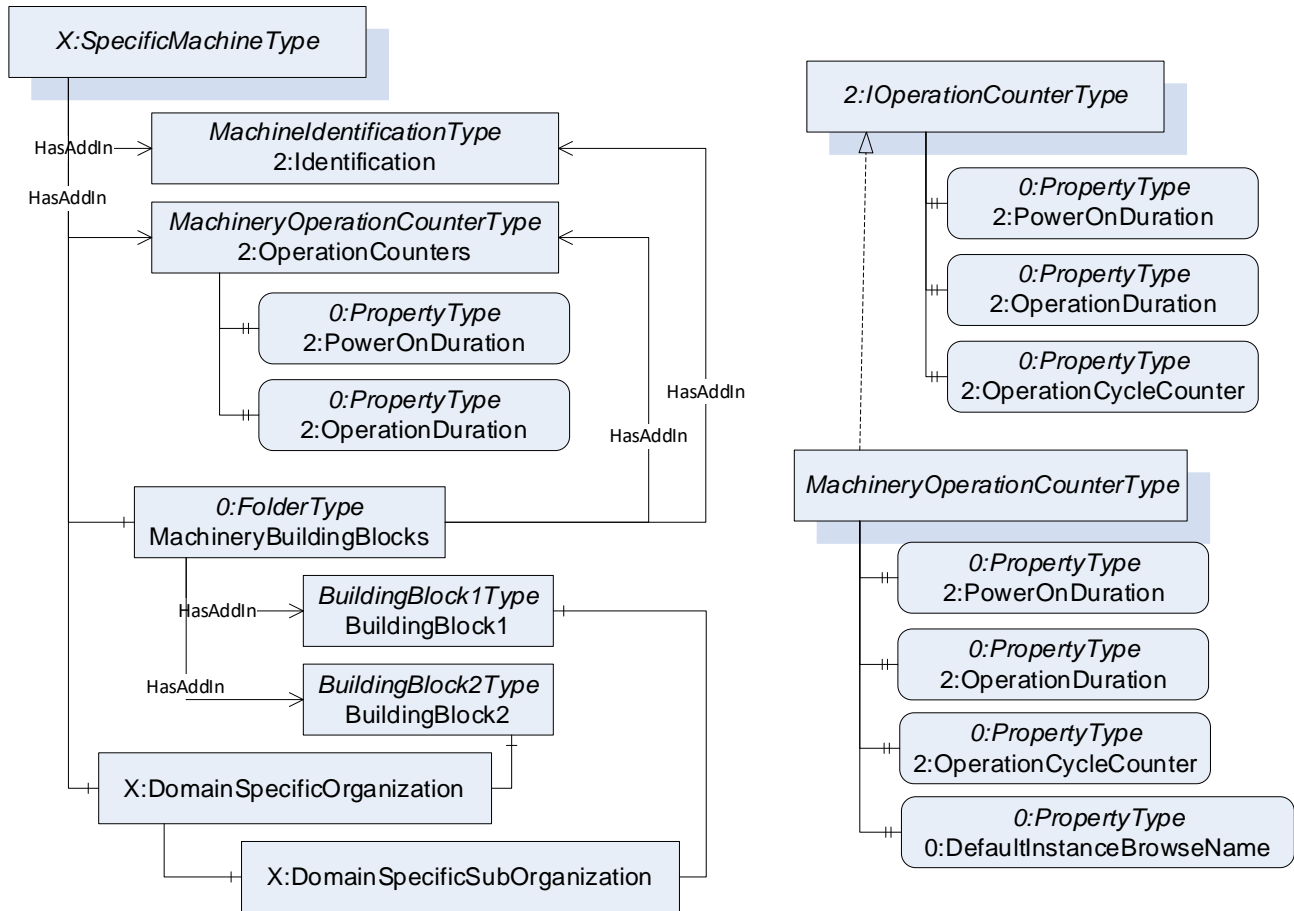 X:SpecificMachineType
HasAddIn
MachineIdentificationType
2:Identification
HasAddIn
MachineryOperationCounterType
2:OperationCounters
0:PropertyType
2:PowerOnDuration
0:PropertyType
2:OperationDuration
HasAddIn
HasAddIn
0:FolderType
MachineryBuildingBlocks
HasAddIn
BuildingBlock1Type
BuildingBlock1
HasAddIn
BuildingBlock2Type
BuildingBlock2
X:DomainSpecificOrganization
X:DomainSpecificSubOrganization
2:IOperationCounterType
0:PropertyType
2:PowerOnDuration
0:PropertyType
2:OperationDuration
0:PropertyType
2:OperationCycleCounter
MachineryOperationCounterType
0:PropertyType
2:PowerOnDuration
0:PropertyType
2:OperationDuration
0:PropertyType
2:OperationCycleCounter
0:PropertyType
0:DefaultInstanceBrowseName